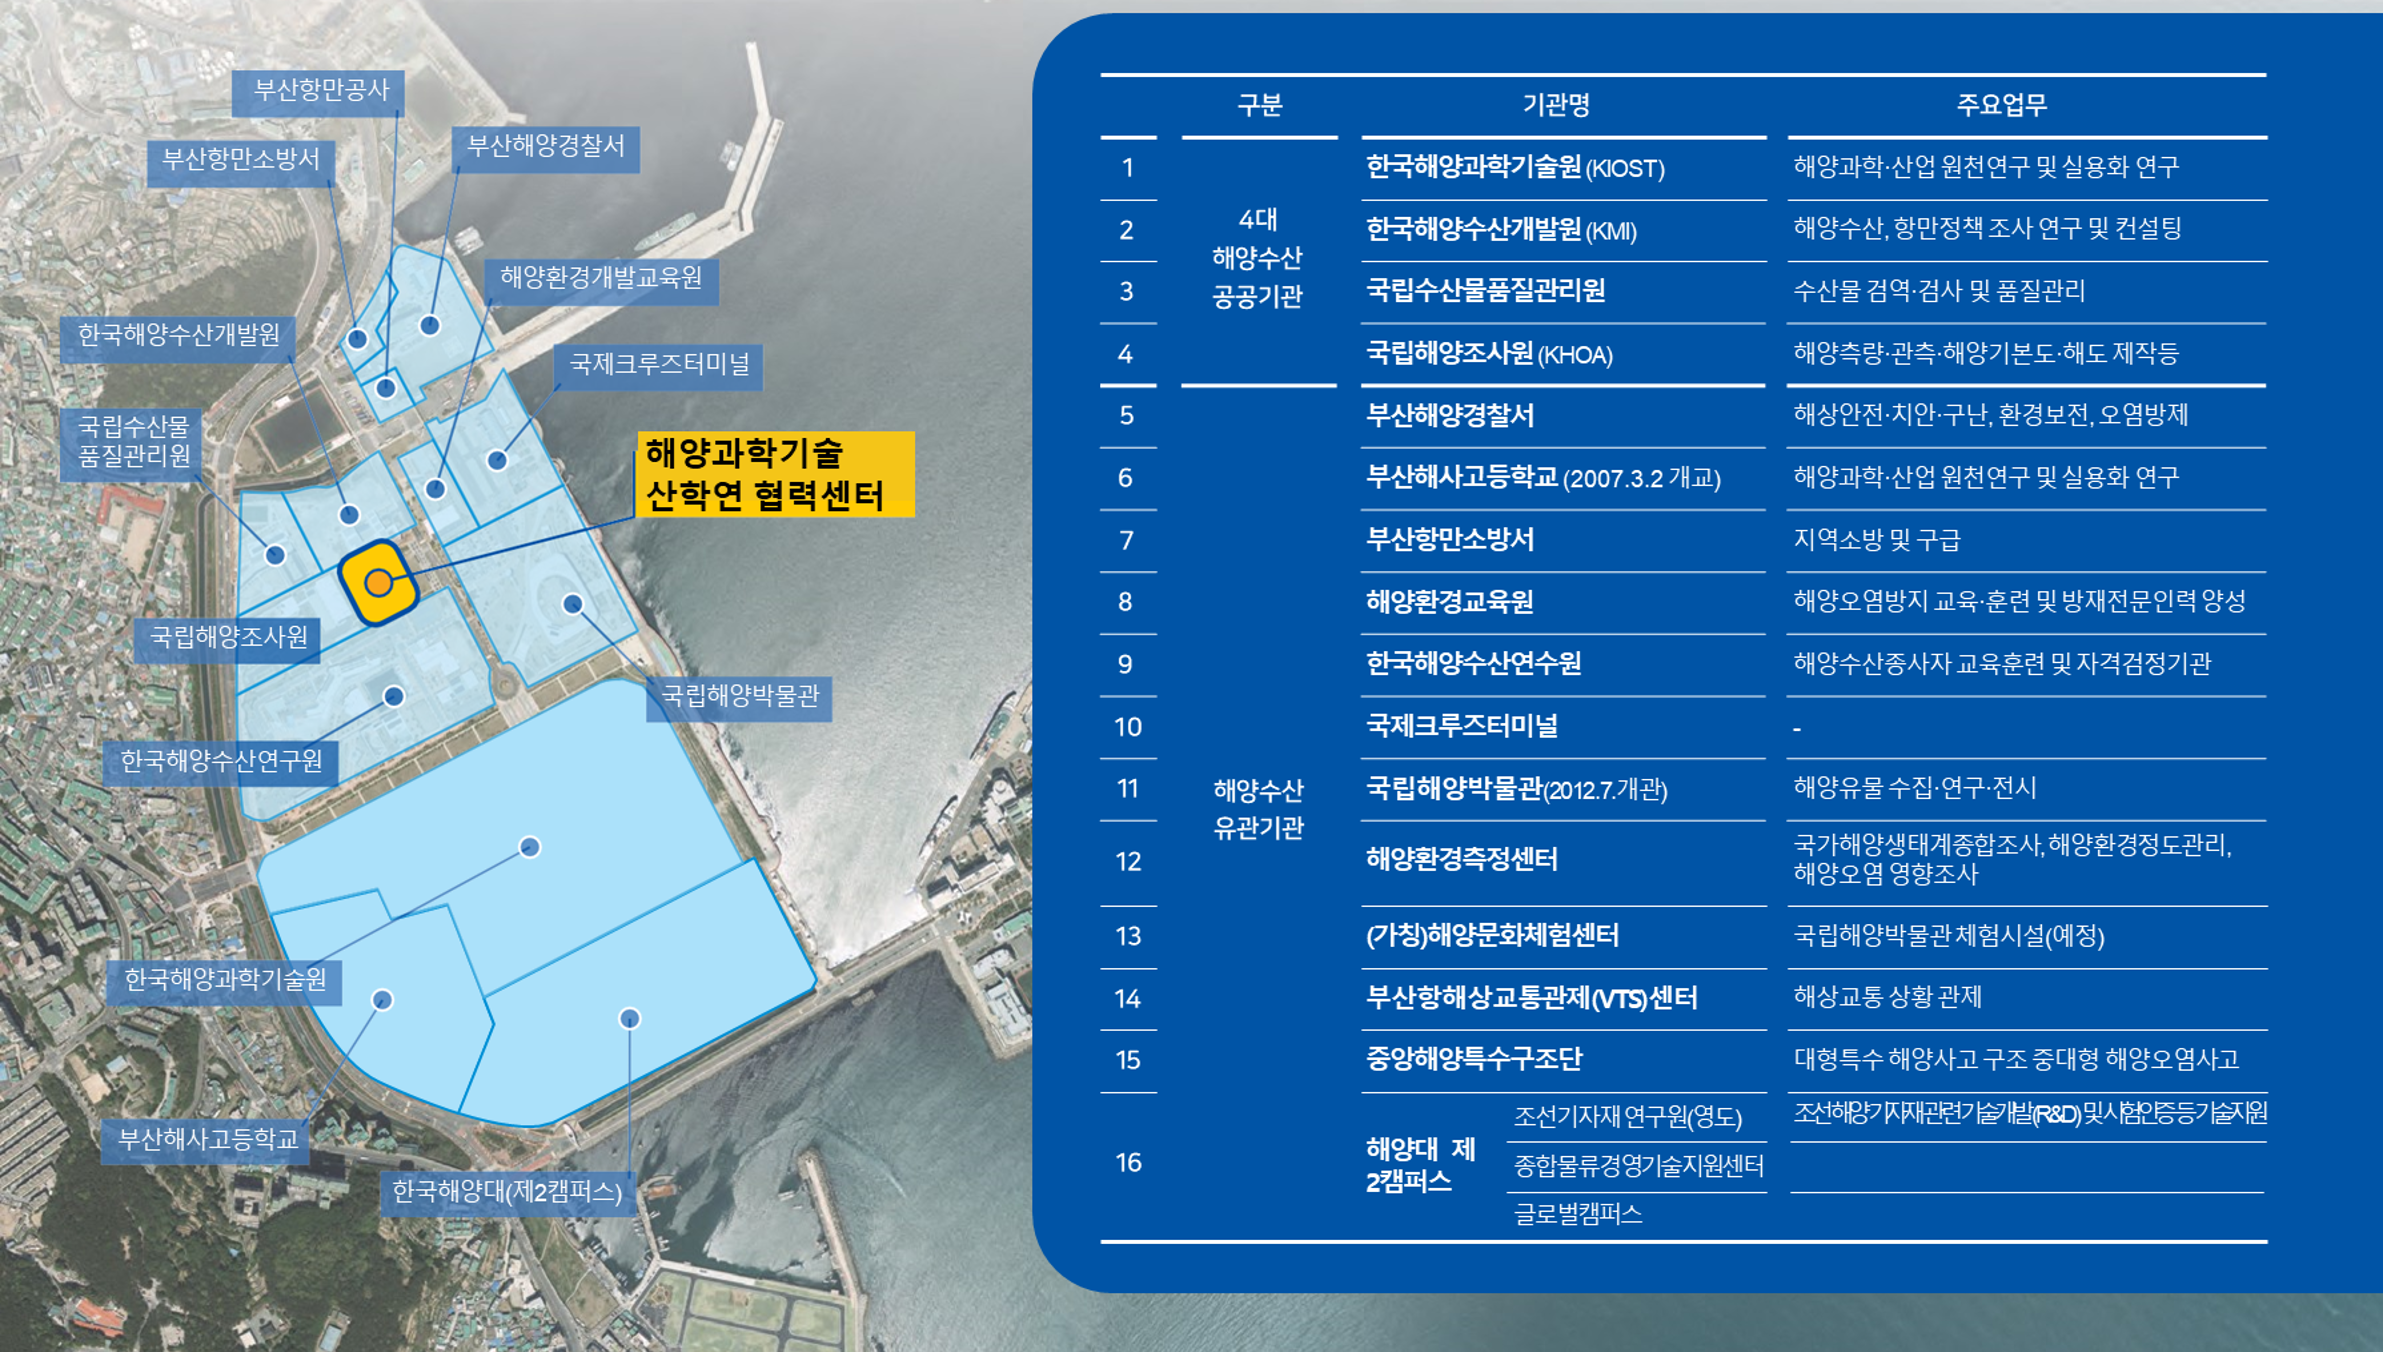 부산항만공사
부산해양경찰서
부산항만소방서
해양환경개발교육원
한국해양수산개발원
국제크루즈터미널
국립수산물
품질관리원
해양과학기술
산학연 협력센터
국립해양조사원
국립해양박물관
한국해양수산연구원
한국해양과학기술원
부산해사고등학교
한국해양대(제2캠퍼스)
구분 기관명 주요업무
4대
해양수산
공공기관
1 한국해양과학기술원 (KIOST) 해양과학·산업 원천연구 및 실용화 연구
2 한국해양수산개발원 (KMI) 해양수산, 항만정책 조사 연구 및 컨설팅
3 국립수산물품질관리원 수산물 검역·검사 및 품질관리
4 국립해양조사원 (KHOA) 해양측량·관측·해양기본도·해도 제작등
해양수산
유관기관
5 부산해양경찰서 해상안전·치안·구난, 환경보전, 오염방제
6 부산해사고등학교 (2007.3.2 개교) 해양과학·산업 원천연구 및 실용화 연구
7 부산항만소방서 지역소방 및 구급
8 해양환경교육원 해양오염방지 교육·훈련 및 방재전문인력 양성
9 한국해양수산연수원 해양수산종사자 교육훈련 및 자격검정기관
10 국제크루즈터미널 -
11 국립해양박물관(2012.7.개관) 해양유물 수집·연구·전시
12 해양환경측정센터 국가해양생태계종합조사, 해양환경정도관리,
해양오염 영향조사
13 (가칭)해양문화체험센터 국립해양박물관 체험시설(예정)
14 부산항해상교통관제(VTS)센터 해상교통 상황 관제
15 중앙해양특수구조단 대형특수 해양사고 구조 중대형 해양오염사고
16 해양대 제
2캠퍼스
조선기자재 연구원(영도) 조선해양기자재관련기술개발(R&D) 및 시험인증 등 기술지원
종합물류경영기술지원센터
글로벌캠퍼스